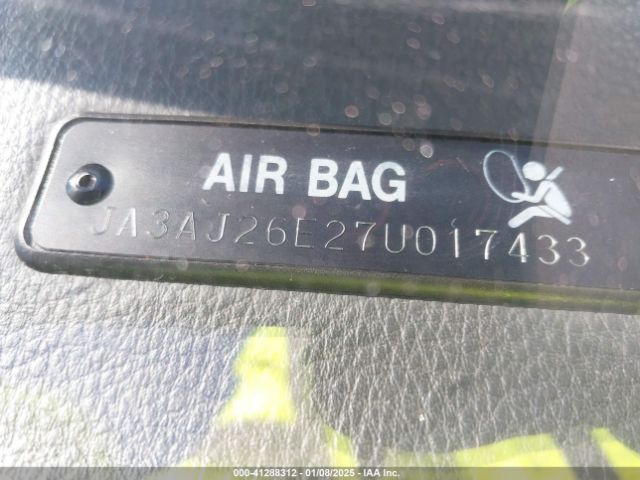 AIR BAG
JA3AJ26E27U017433
000-41288312 - 01/08/2025 - IAA Inc.